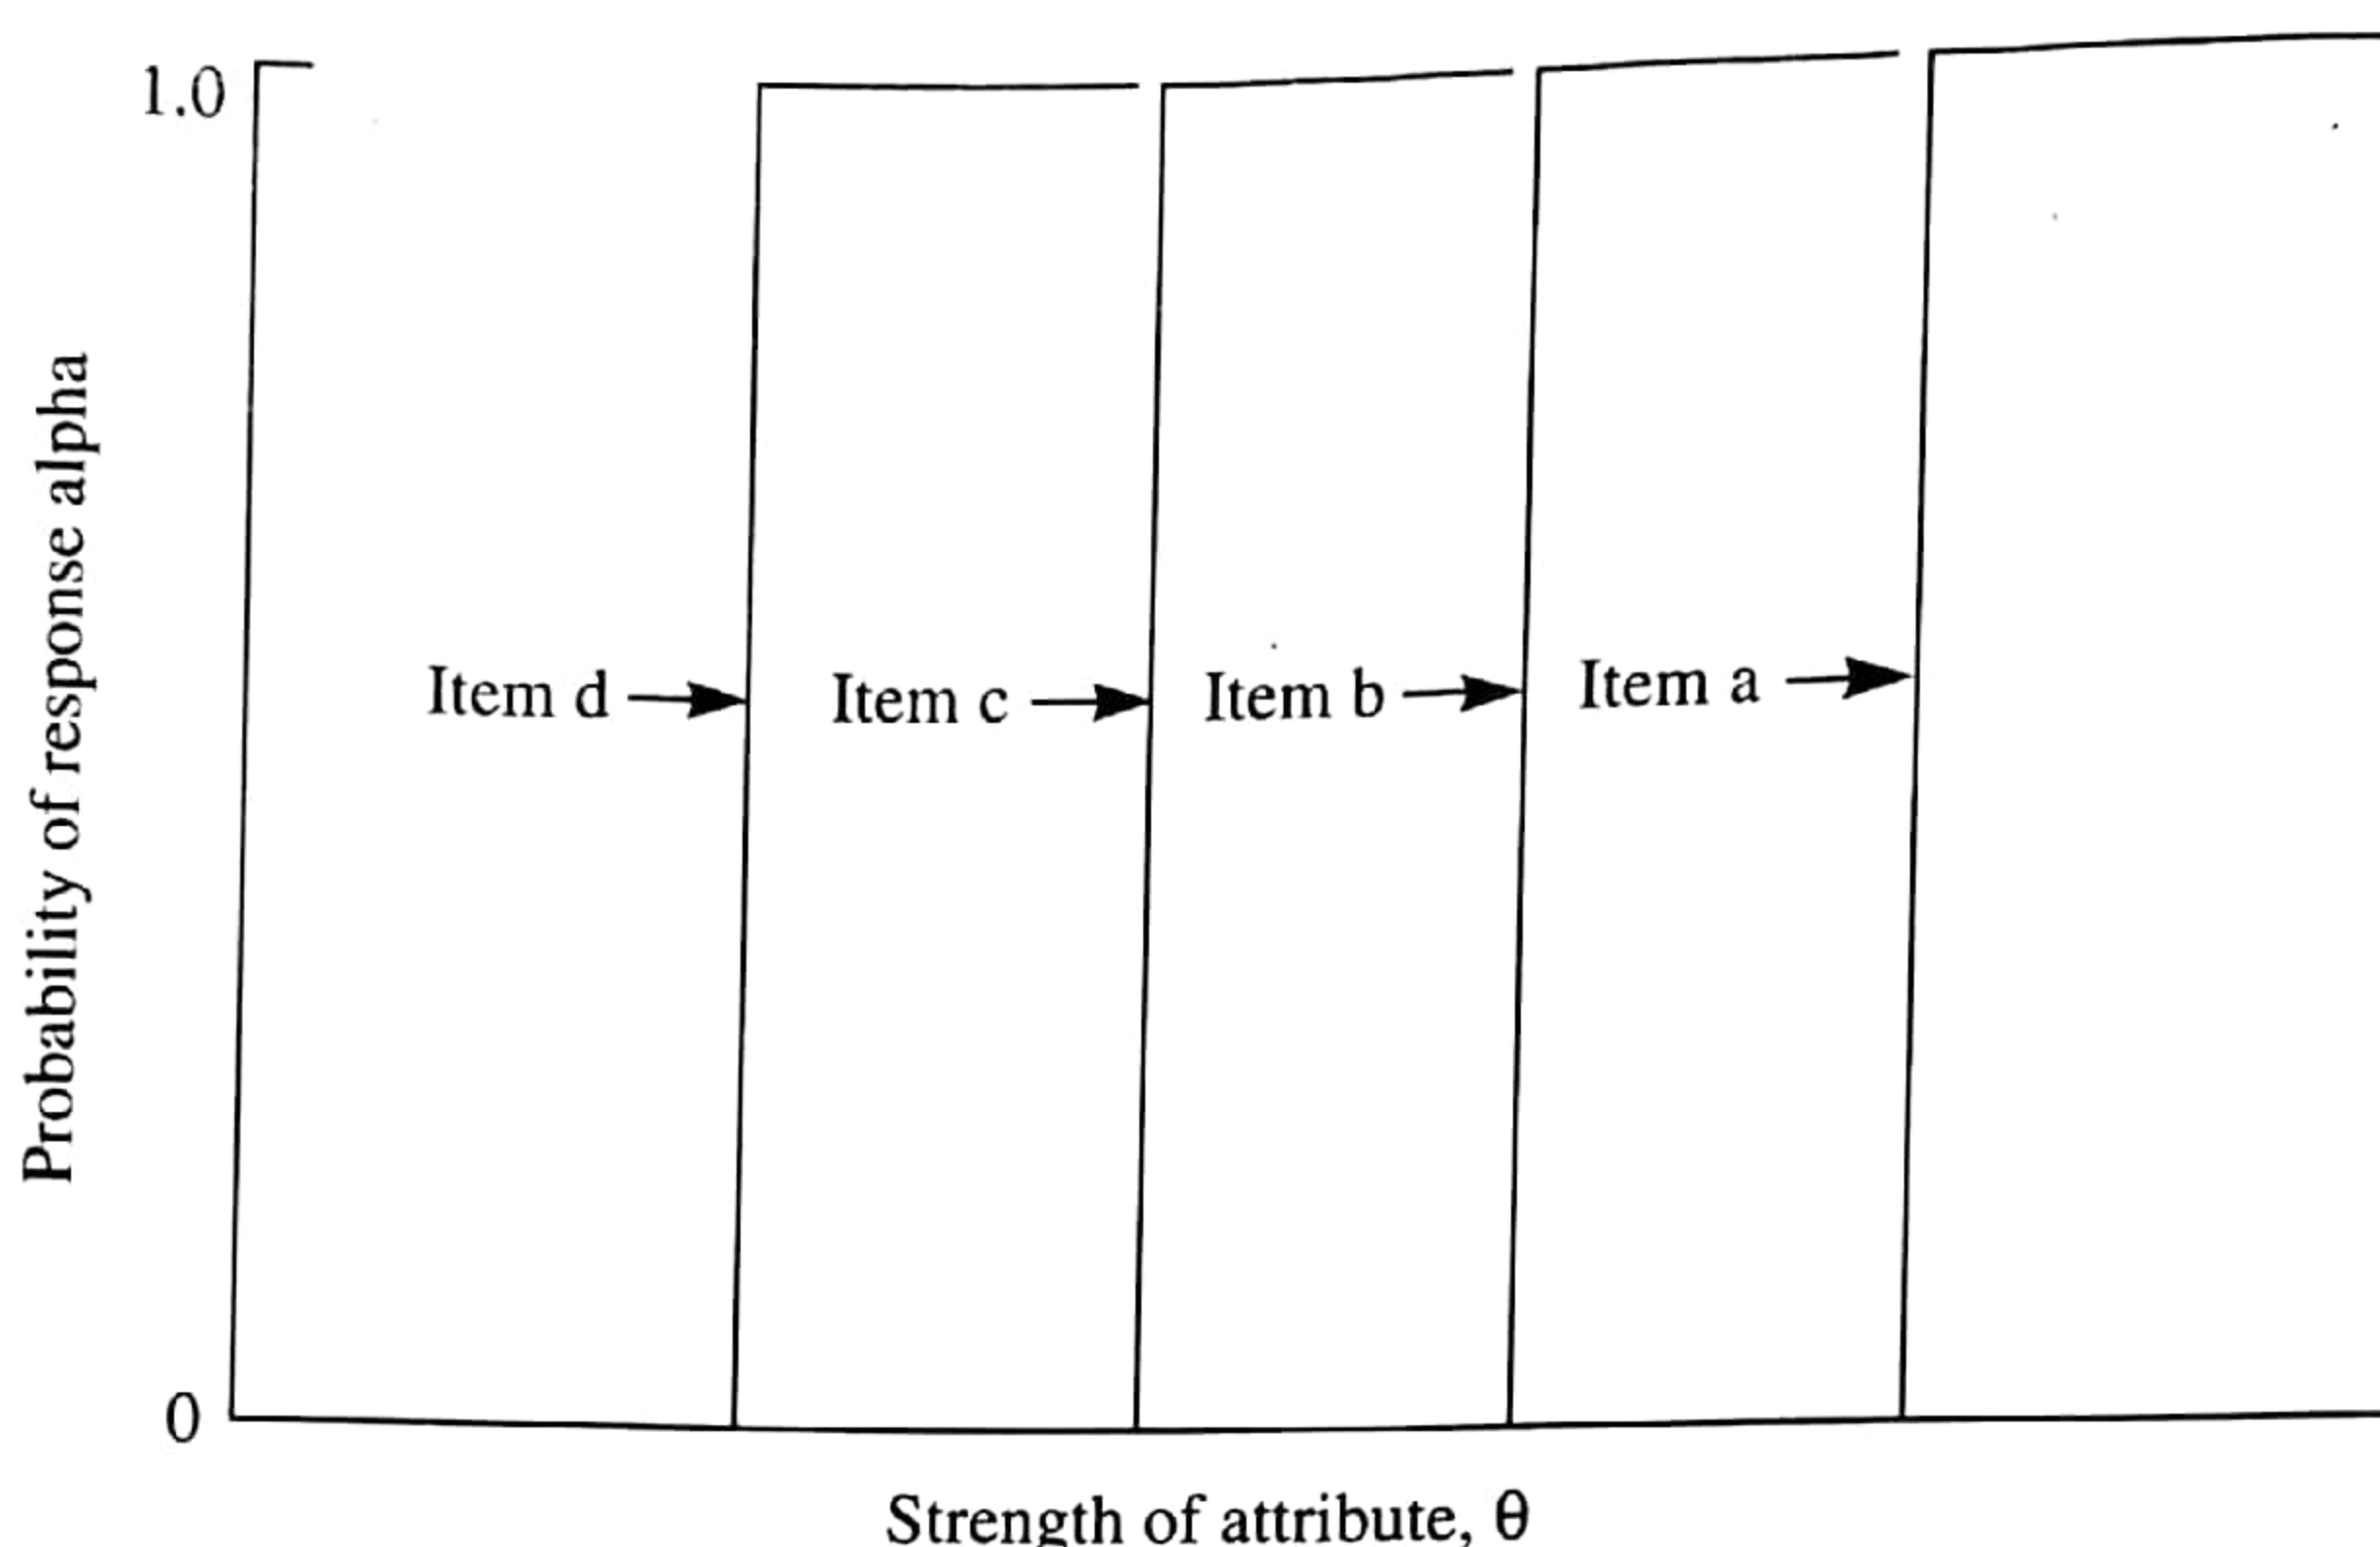 1.0
Probability of response alpha
Item d
Item c
Item b
Item a
0
Strength of attribute, θ